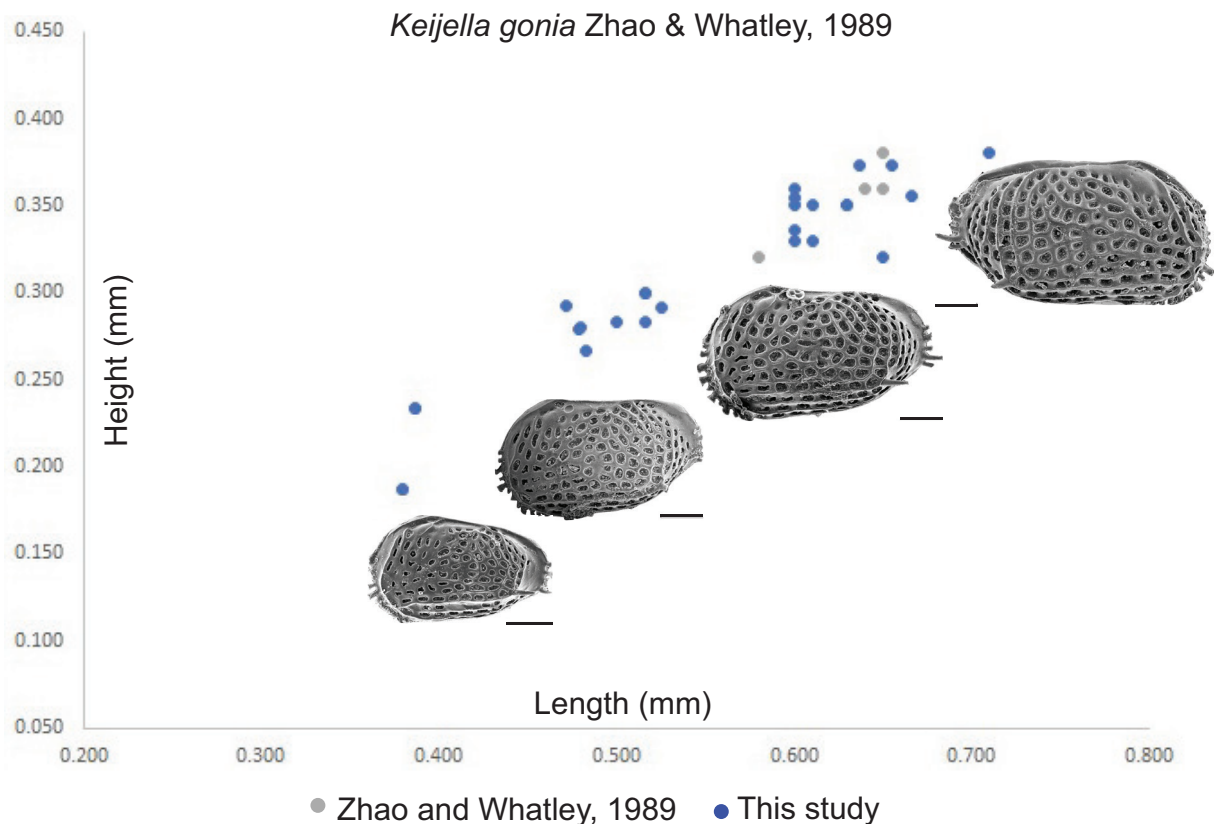 Keijella gonia Zhao & Whatley, 1989
0.450
0.400
0.350
0.300
0.250
0.200
0.150
0.100
0.050
Height (mm)
Length (mm)
0.200 0.300 0.400 0.500 0.600 0.700 0.800
Zhao and Whatley, 1989 This study